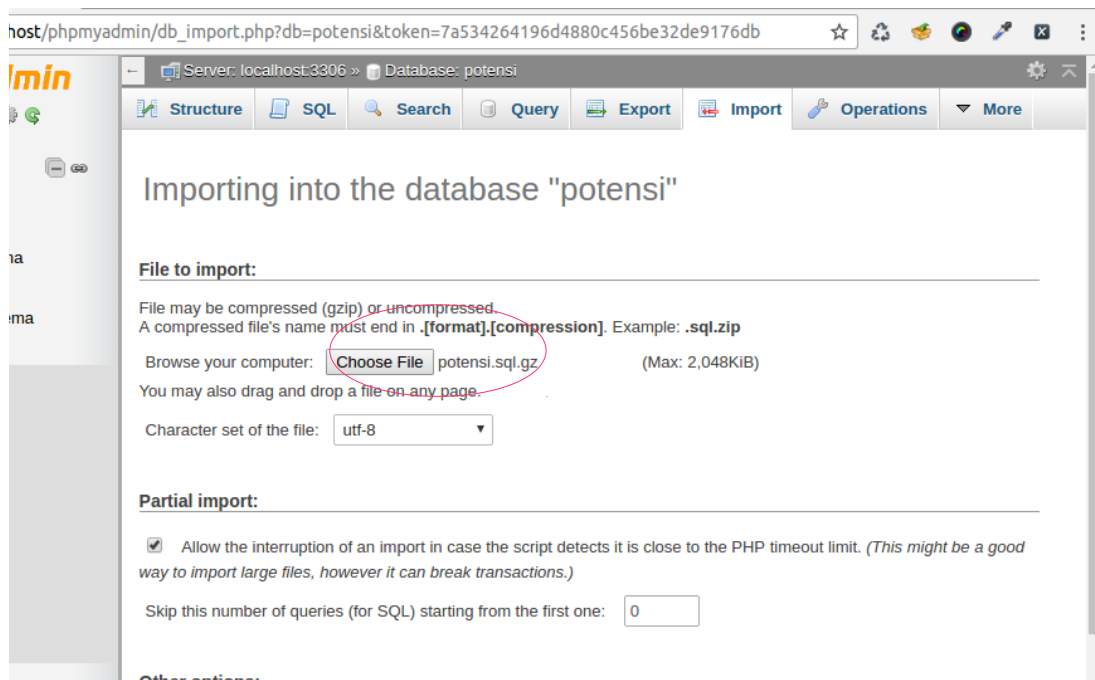 host/phpmyadmin/db_import.php?db=potensi&token=7a534264196d4880c456be32de9176db
min
Server: localhost:3306 » Database: potensi
Structure SQL Search Query Export Import Operations More
Importing into the database "potensi"
na
File to import:
File may be compressed (gzip) or uncompressed.
ema
A compressed file's name must end in .[format].[compression]. Example: .sql.zip
Browse your computer: Choose File potensi.sql.gz (Max: 2,048KiB)
You may also drag and drop a file on any page.
Character set of the file: utf-8
Partial import:
Allow the interruption of an import in case the script detects it is close to the PHP timeout limit. (This might be a good
way to import large files, however it can break transactions.)
Skip this number of queries (for SQL) starting from the first one: 0
Other options: